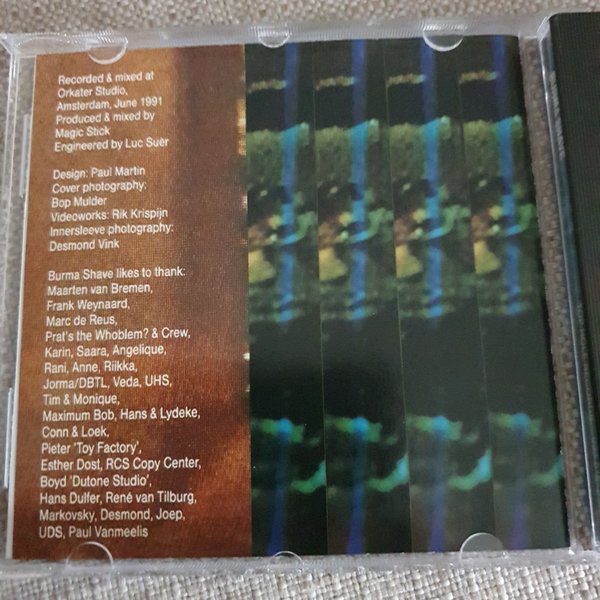 Recorded & mixed at
Orkater Studio,
Amsterdam, June 1991
Produced & mixed by
Magic Stick
Engineered by Luc Suèr
Design: Paul Martin
Cover photography:
Bop Mulder
Videoworks: Rik Krispijn
Innersleeve photography:
Desmond Vink
Burma Shave likes to thank:
Maarten van Bremen,
Frank Weynaard,
Marc de Reus,
Prat's the Whoblem? & Crew,
Karin, Saara, Angelique,
Rani, Anne, Riikka,
Jorma/DBTL, Veda, UHS,
Tim & Monique,
Maximum Bob, Hans & Lydeke,
Conn & Loek,
Pieter 'Toy Factory',
Esther Dost, RCS Copy Center,
Boyd 'Dutone Studio',
Hans Dulfer, René van Tilburg,
Markovsky, Desmond, Joep,
UDS, Paul Vanmeelis